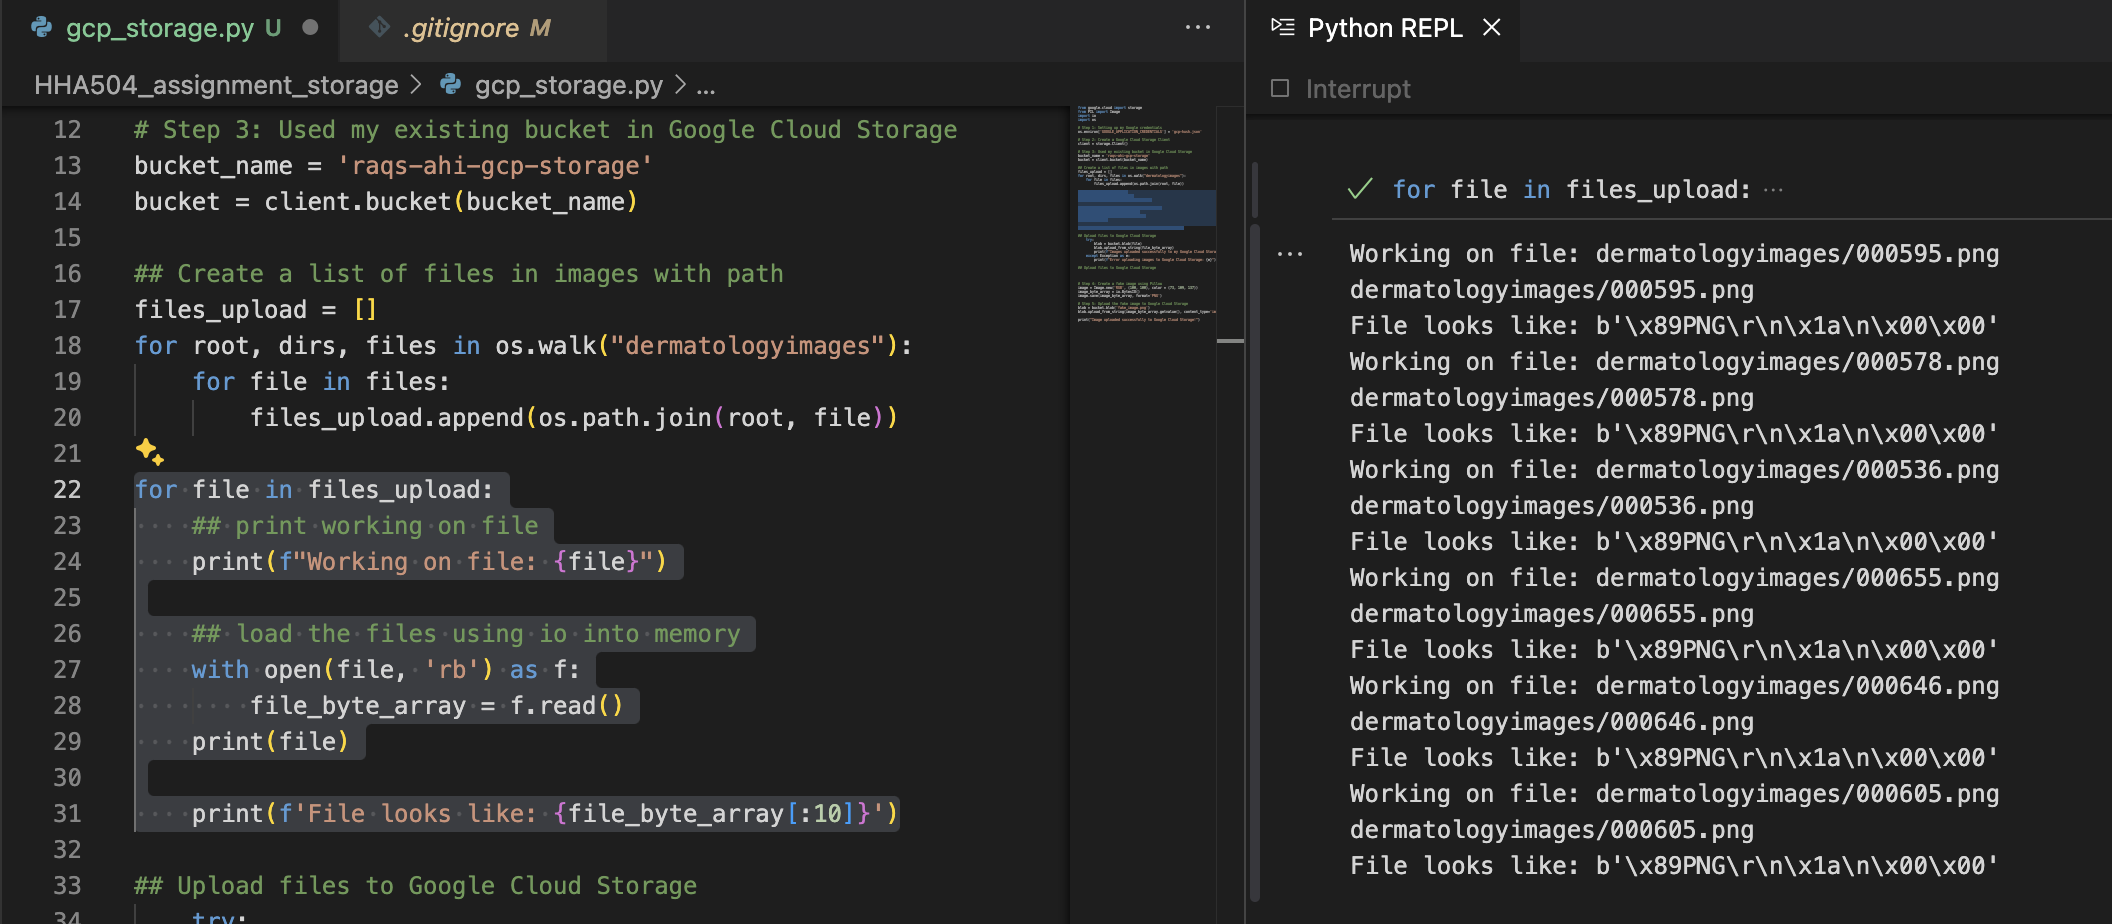 gcp_storage.py U
.gitignore M
...
HHA504_assignment_storage > gcp_storage.py > ...
12 # Step 3: Used my existing bucket in Google Cloud Storage
13 bucket_name = 'raqs-ahi-gcp-storage'
14 bucket = client.bucket(bucket_name)
15
16 ## Create a list of files in images with path
17 files_upload = []
18 for root, dirs, files in os.walk("dermatologyimages"):
19 for file in files:
20 files_upload.append(os.path.join(root, file))
21
22 for file in files_upload:
23 ## print working on file
24 print(f"Working on file: {file}")
25
26 ## load the files using io into memory
27 with open(file, 'rb') as f:
28 file_byte_array = f.read()
29 print(file)
30
31 print(f'File looks like: {file_byte_array[:10]}')
32
33 ## Upload files to Google Cloud Storage
34 try:
Python REPL
Interrupt
for file in files_upload: ...
Working on file: dermatologyimages/000595.png
dermatologyimages/000595.png
File looks like: b'\x89PNG\r\n\x1a\n\x00\x00'
Working on file: dermatologyimages/000578.png
dermatologyimages/000578.png
File looks like: b'\x89PNG\r\n\x1a\n\x00\x00'
Working on file: dermatologyimages/000536.png
dermatologyimages/000536.png
File looks like: b'\x89PNG\r\n\x1a\n\x00\x00'
Working on file: dermatologyimages/000655.png
dermatologyimages/000655.png
File looks like: b'\x89PNG\r\n\x1a\n\x00\x00'
Working on file: dermatologyimages/000646.png
dermatologyimages/000646.png
File looks like: b'\x89PNG\r\n\x1a\n\x00\x00'
Working on file: dermatologyimages/000605.png
dermatologyimages/000605.png
File looks like: b'\x89PNG\r\n\x1a\n\x00\x00'